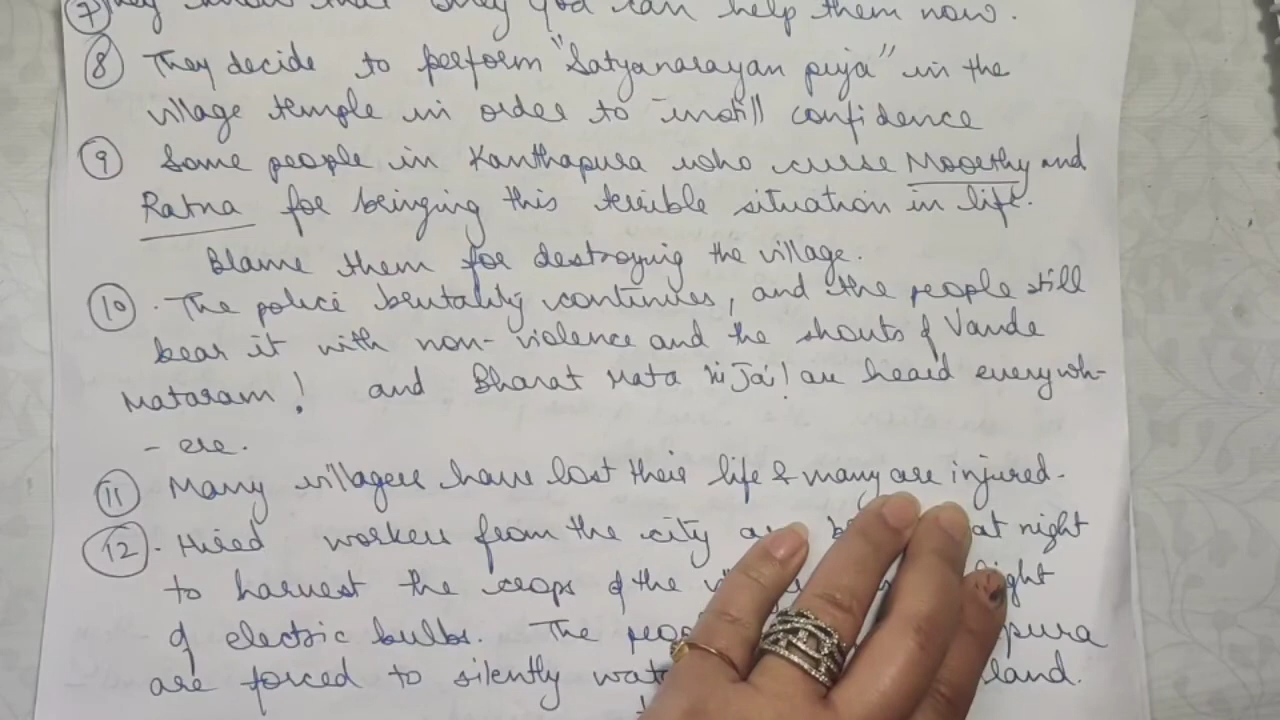 ⑦ They know that only God can help them now.
⑧ They decide to perform "Satyanarayan puja" in the
village temple in order to instill confidence
⑨ Some people in Kanthapura who curse Moorthy and
Ratna for bringing this terrible situation in life.
Blame them for destroying the village.
⑩. The police brutality continues, and the people still
bear it with non-violence and the shouts of Vande
Mataram! and Bharat Mata ki Jai! are heard everywh-
- ere.
⑪ Many villagers have lost their life & many are injured.
⑫. Hired workers from the city at night
to harvest the crops of the
of electric bulbs. The
are forced to silently land.